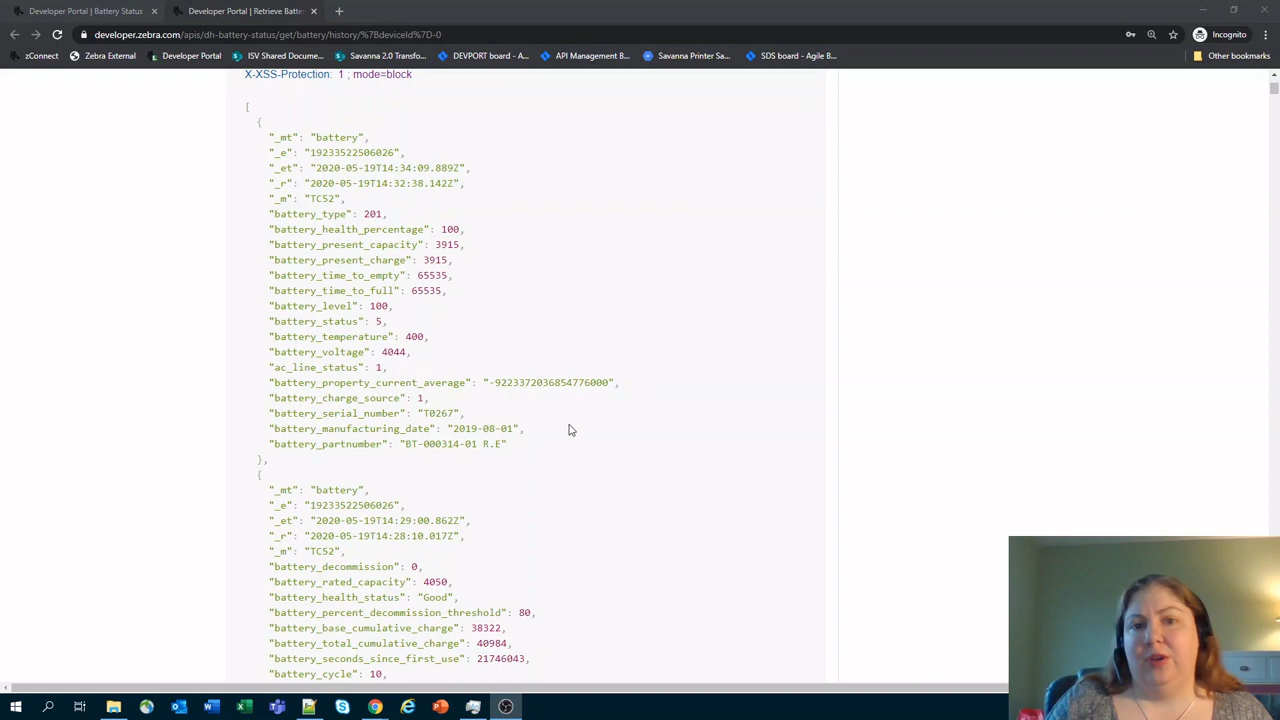 Developer Portal | Battery Status
Developer Portal | Retrieve Batter
developer.zebra.com/apis/dh-battery-status/get/battery/history/%7BdeviceId%7D-0
Incognito
zConnect
Zebra External
Developer Portal
ISV Shared Docume...
Savanna 2.0 Transfo...
DEVPORT board - A...
API Management B...
Savanna Printer Sa...
SDS board - Agile B...
Other bookmarks
X-XSS-Protection: 1 ; mode=block
[
{
"_mt": "battery",
"_e": "19233522506026",
"_et": "2020-05-19T14:34:09.889Z",
"_r": "2020-05-19T14:32:38.142Z",
"_m": "TC52",
"battery_type": 201,
"battery_health_percentage": 100,
"battery_present_capacity": 3915,
"battery_present_charge": 3915,
"battery_time_to_empty": 65535,
"battery_time_to_full": 65535,
"battery_level": 100,
"battery_status": 5,
"battery_temperature": 400,
"battery_voltage": 4044,
"ac_line_status": 1,
"battery_property_current_average": "-9223372036854776000",
"battery_charge_source": 1,
"battery_serial_number": "T0267",
"battery_manufacturing_date": "2019-08-01",
"battery_partnumber": "BT-000314-01 R.E"
},
{
"_mt": "battery",
"_e": "19233522506026",
"_et": "2020-05-19T14:29:00.862Z",
"_r": "2020-05-19T14:28:10.017Z",
"_m": "TC52",
"battery_decommission": 0,
"battery_rated_capacity": 4050,
"battery_health_status": "Good",
"battery_percent_decommission_threshold": 80,
"battery_base_cumulative_charge": 38322,
"battery_total_cumulative_charge": 40984,
"battery_seconds_since_first_use": 21746043,
"battery_cycle": 10,